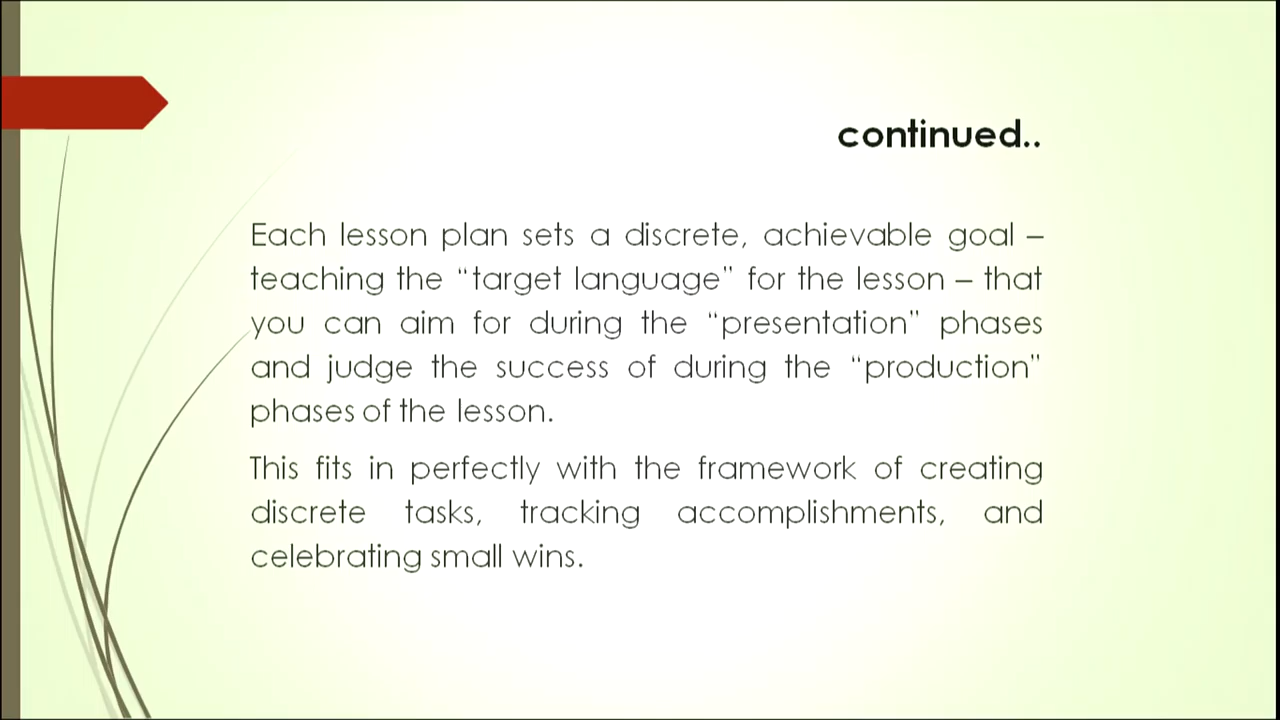 continued..
Each lesson plan sets a discrete, achievable goal –
teaching the “target language” for the lesson – that
you can aim for during the “presentation” phases
and judge the success of during the “production”
phases of the lesson.
This fits in perfectly with the framework of creating
discrete tasks, tracking accomplishments, and
celebrating small wins.